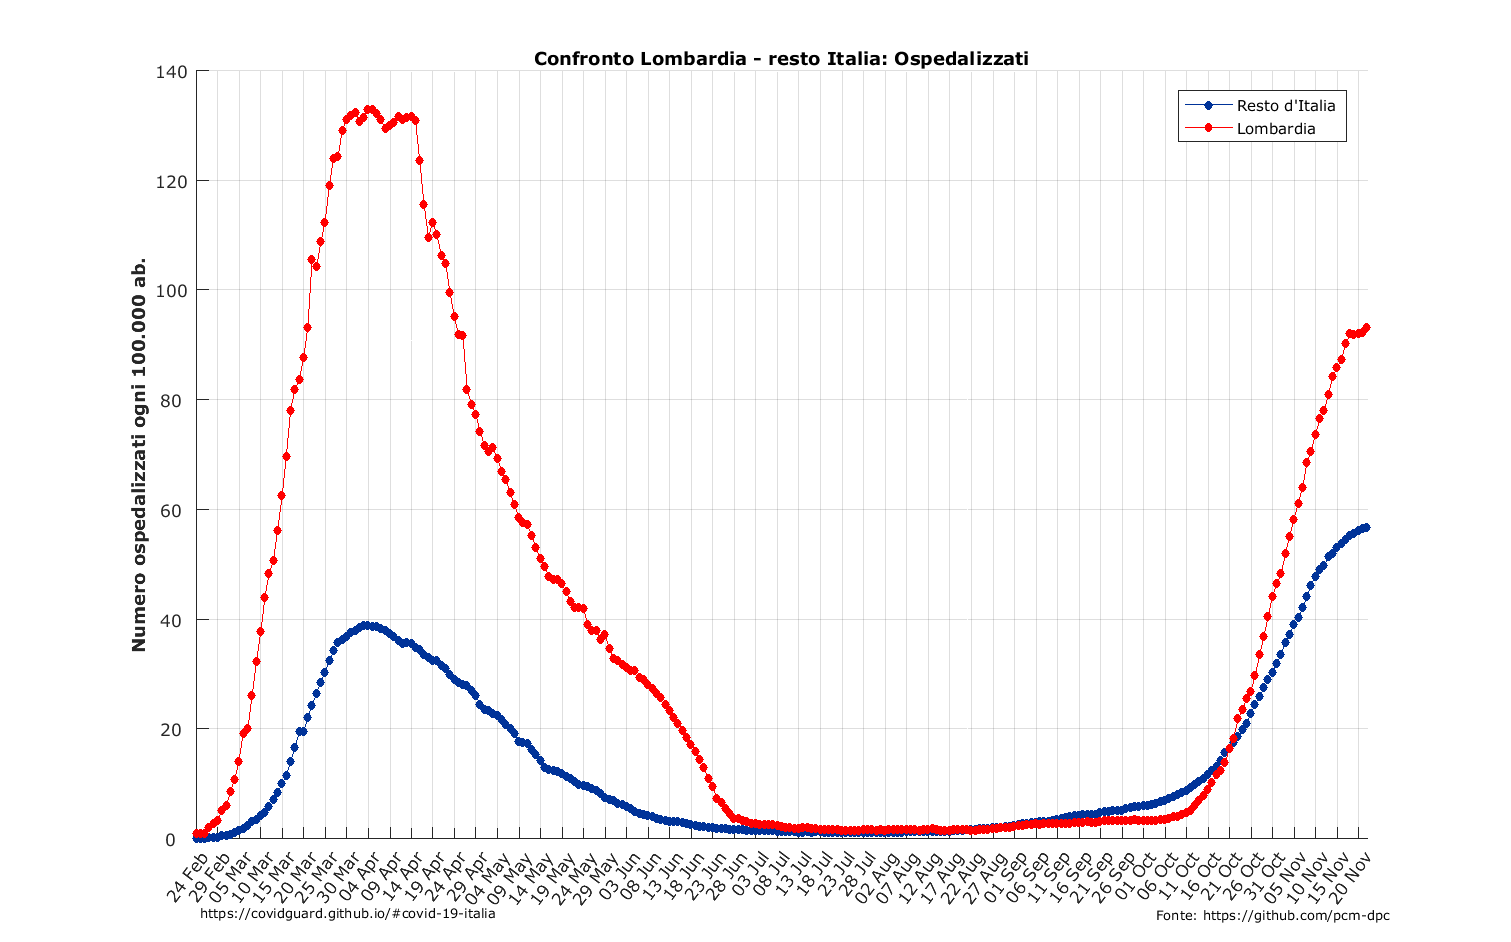 Confronto Lombardia - resto Italia: Ospedalizzati
Numero ospedalizzati ogni 100.000 ab.
140
120
100
80
60
40
20
0
Resto d'Italia
Lombardia
24 Feb
29 Feb
05 Mar
10 Mar
15 Mar
20 Mar
25 Mar
30 Mar
04 Apr
09 Apr
14 Apr
19 Apr
24 Apr
29 Apr
04 May
09 May
14 May
19 May
24 May
29 May
03 Jun
08 Jun
13 Jun
18 Jun
23 Jun
28 Jun
03 Jul
08 Jul
13 Jul
18 Jul
23 Jul
28 Jul
02 Aug
07 Aug
12 Aug
17 Aug
22 Aug
27 Aug
01 Sep
06 Sep
11 Sep
16 Sep
21 Sep
26 Sep
01 Oct
06 Oct
11 Oct
16 Oct
21 Oct
26 Oct
31 Oct
05 Nov
10 Nov
15 Nov
20 Nov
https://covidguard.github.io/#covid-19-italia
Fonte: https://github.com/pcm-dpc